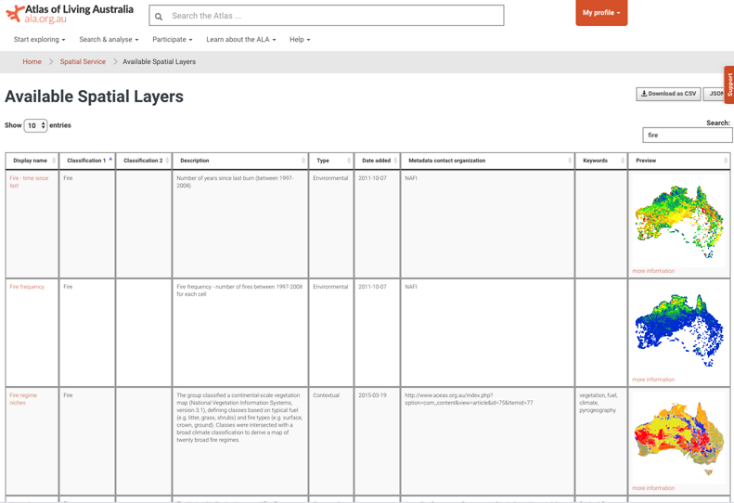 Atlas of Living Australia
ala.org.au
Search the Atlas ...
My profile
Start exploring
Search & analyse
Participate
Learn about the ALA
Help
Home
Spatial Service
Available Spatial Layers
Support
Available Spatial Layers
Download as CSV
JSON
Show 10 entries
Search:
fire
Display name
Classification 1
Classification 2
Description
Type
Date added
Metadata contact organization
Keywords
Preview
Fire - time since
last
Fire
Number of years since last burn (between 1997-
2008)
Environmental
2011-10-07
NAFI
more information
Fire frequency
Fire
Fire frequency - number of fires between 1997-2008
for each cell
Environmental
2011-10-07
NAFI
more information
Fire regime
niches
Fire
The group classified a continental-scale vegetation
map (National Vegetation Information Systems,
version 3.1), defining classes based on typical fuel
(e.g. litter, grass, shrubs) and fire types (e.g. surface,
crown, ground). Classes were intersected with a
broad climate classification to derive a map of
twenty broad fire regimes.
Contextual
2015-03-19
http://www.aceas.org.au/index.php?
option=com_content&view=article&id=75&Itemid=77
vegetation, fuel,
climate,
pyrogeography
more information